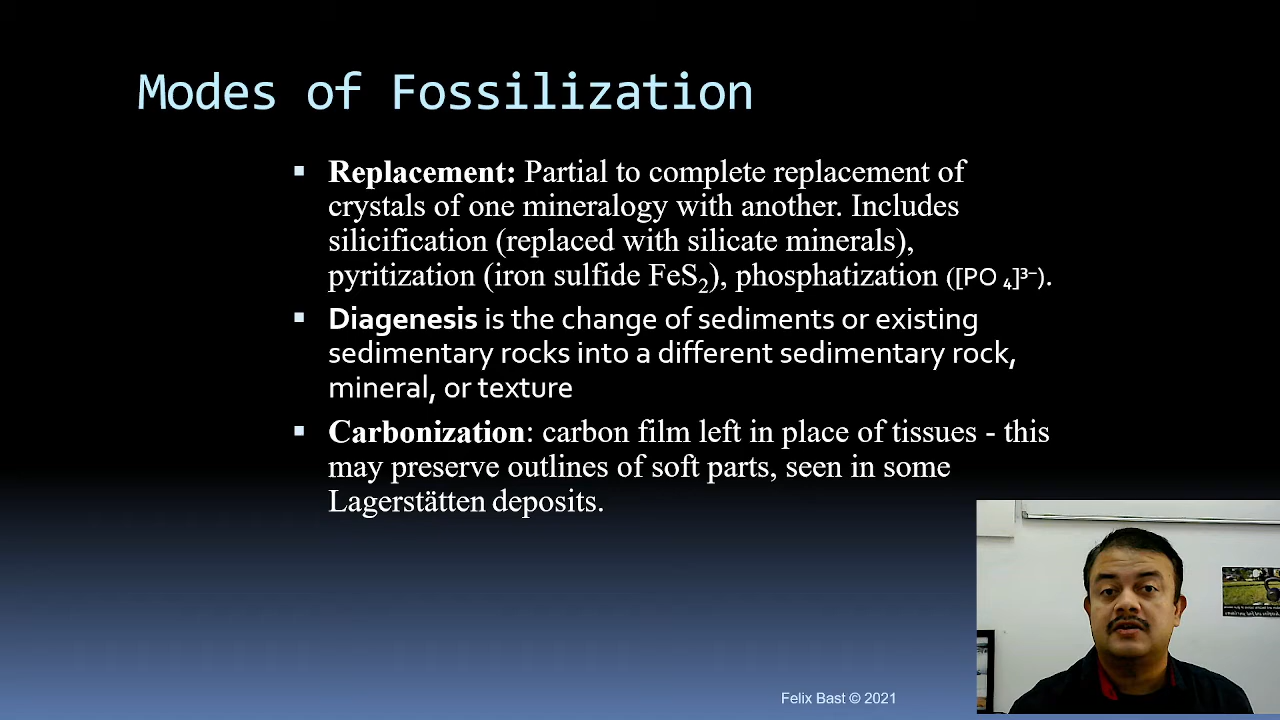 Modes of Fossilization
▪ Replacement: Partial to complete replacement of
crystals of one mineralogy with another. Includes
silicification (replaced with silicate minerals),
pyritization (iron sulfide FeS₂), phosphatization ([PO ₄]³⁻).
▪ Diagenesis is the change of sediments or existing
sedimentary rocks into a different sedimentary rock,
mineral, or texture
▪ Carbonization: carbon film left in place of tissues - this
may preserve outlines of soft parts, seen in some
Lagerstätten deposits.
Felix Bast © 2021